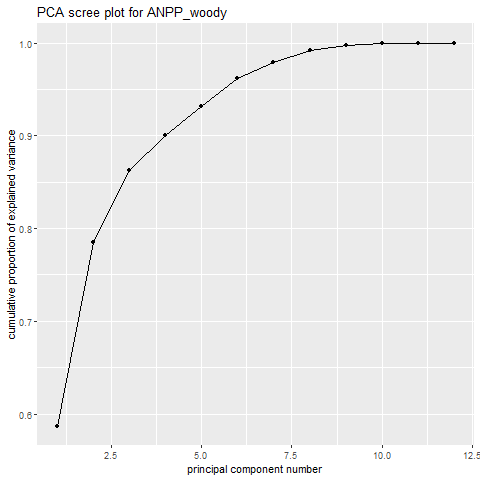 PCA scree plot for ANPP_woody
cumulative proportion of explained variance
1.0
0.9
0.8
0.7
0.6
2.5 5.0 7.5 10.0 12.5
principal component number